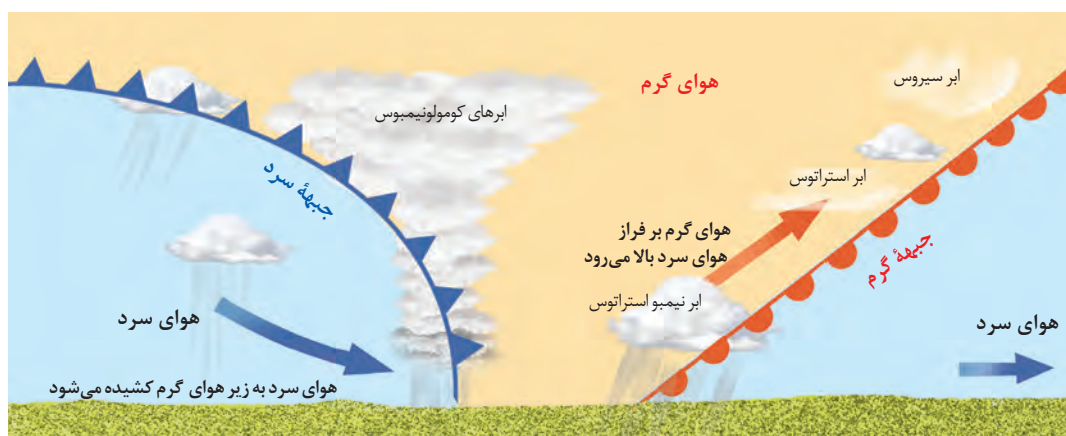 ابر سیروس
هوای گرم
ابرهای کومولونیمبوس
جبههٔ سرد
ابر استراتوس
هوای گرم بر فراز
هوای سرد بالا می‌رود
جبههٔ گرم
ابر نیمبو استراتوس
هوای سرد
هوای سرد
هوای سرد به زیر هوای گرم کشیده می‌شود